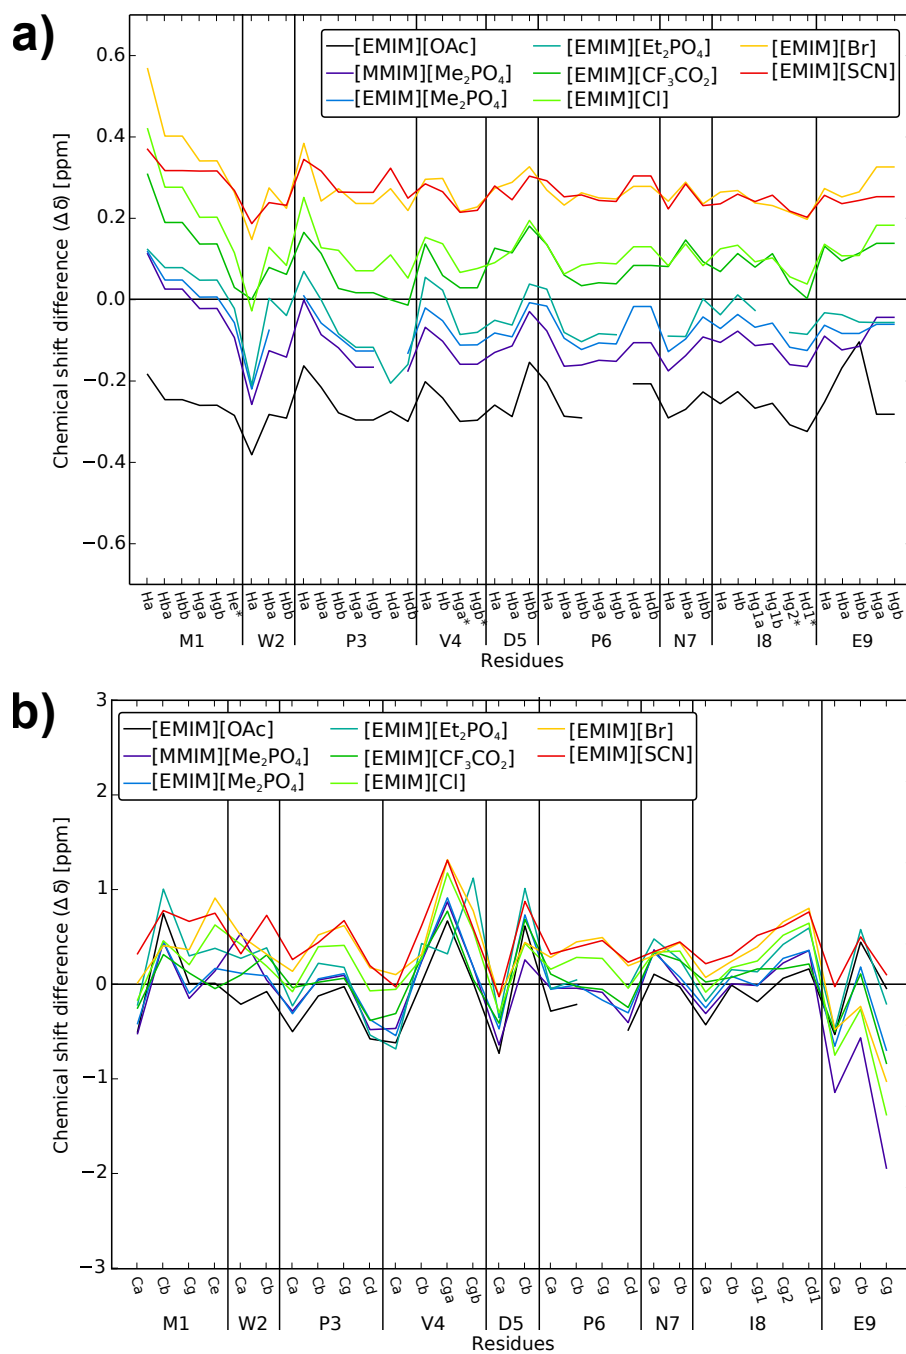 a)
[EMIM][OAc]
[MMIM][Me₂PO₄]
[EMIM][Me₂PO₄]
[EMIM][Et₂PO₄]
[EMIM][CF₃CO₂]
[EMIM][Cl]
[EMIM][Br]
[EMIM][SCN]
Chemical shift difference (Δδ) [ppm]
0.6
0.4
0.2
0.0
−0.2
−0.4
−0.6
Ha Hba Hbb Hga Hgb He* Ha Hba Hbb Ha Hba Hbb Hga Hgb Hda Hdb Ha Hb Hga* Hgb* Ha Hba Hbb Ha Hba Hbb Hga Hgb Hda Hdb Ha Hba Hbb Ha Hb Hg1a Hg1b Hg2* Hd1* Ha Hba Hbb Hga Hgb
M1 W2 P3 V4 D5 P6 N7 I8 E9
Residues
b)
[EMIM][OAc]
[MMIM][Me₂PO₄]
[EMIM][Me₂PO₄]
[EMIM][Et₂PO₄]
[EMIM][CF₃CO₂]
[EMIM][Cl]
[EMIM][Br]
[EMIM][SCN]
Chemical shift difference (Δδ) [ppm]
3
2
1
0
−1
−2
−3
Ca Cb Cg Ce Ca Cb Ca Cb Cg Cd Ca Cb Cga Cgb Ca Cb Ca Cb Cg Cd Ca Cb Ca Cb Cg1 Cg2 Cd1 Ca Cb Cg
M1 W2 P3 V4 D5 P6 N7 I8 E9
Residues